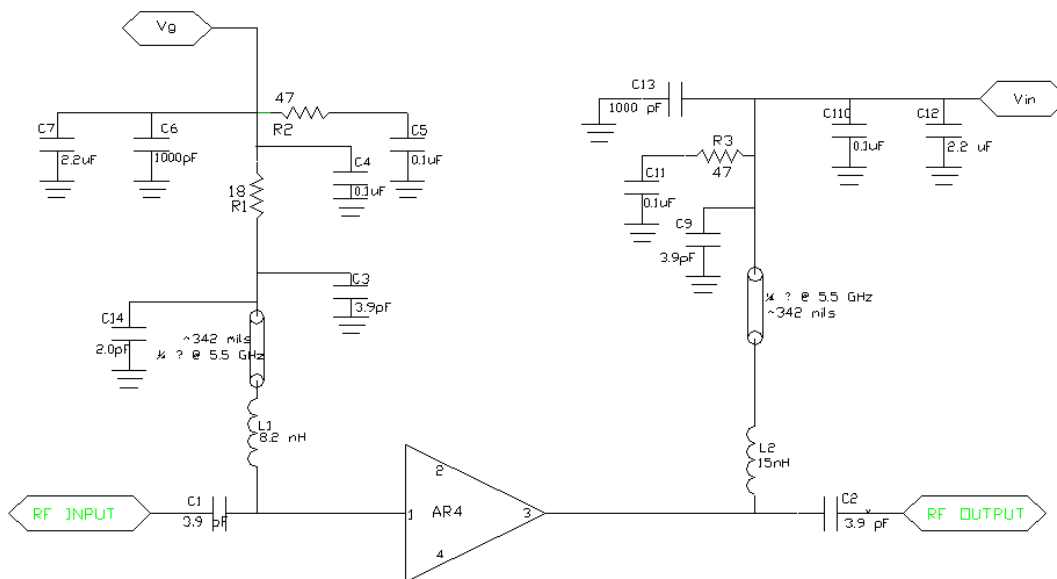 Vg
C13
1000 pF
Vin
47
R2
C7
2.2uF
C6
1000pF
C5
0.1uF
C4
0.1uF
C110
0.1uF
C12
2.2 uF
R3
47
C11
0.1uF
18
R1
C9
3.9pF
C3
3.9pF
¼ ? @ 5.5 GHz
~342 mils
C14
2.0pF
~342 mils
¼ ? @ 5.5 GHz
L1
8.2 nH
L2
15nH
2
RF INPUT
C1
3.9 pF
1
AR4
3
4
C2
3.9 pF
RF OUTPUT